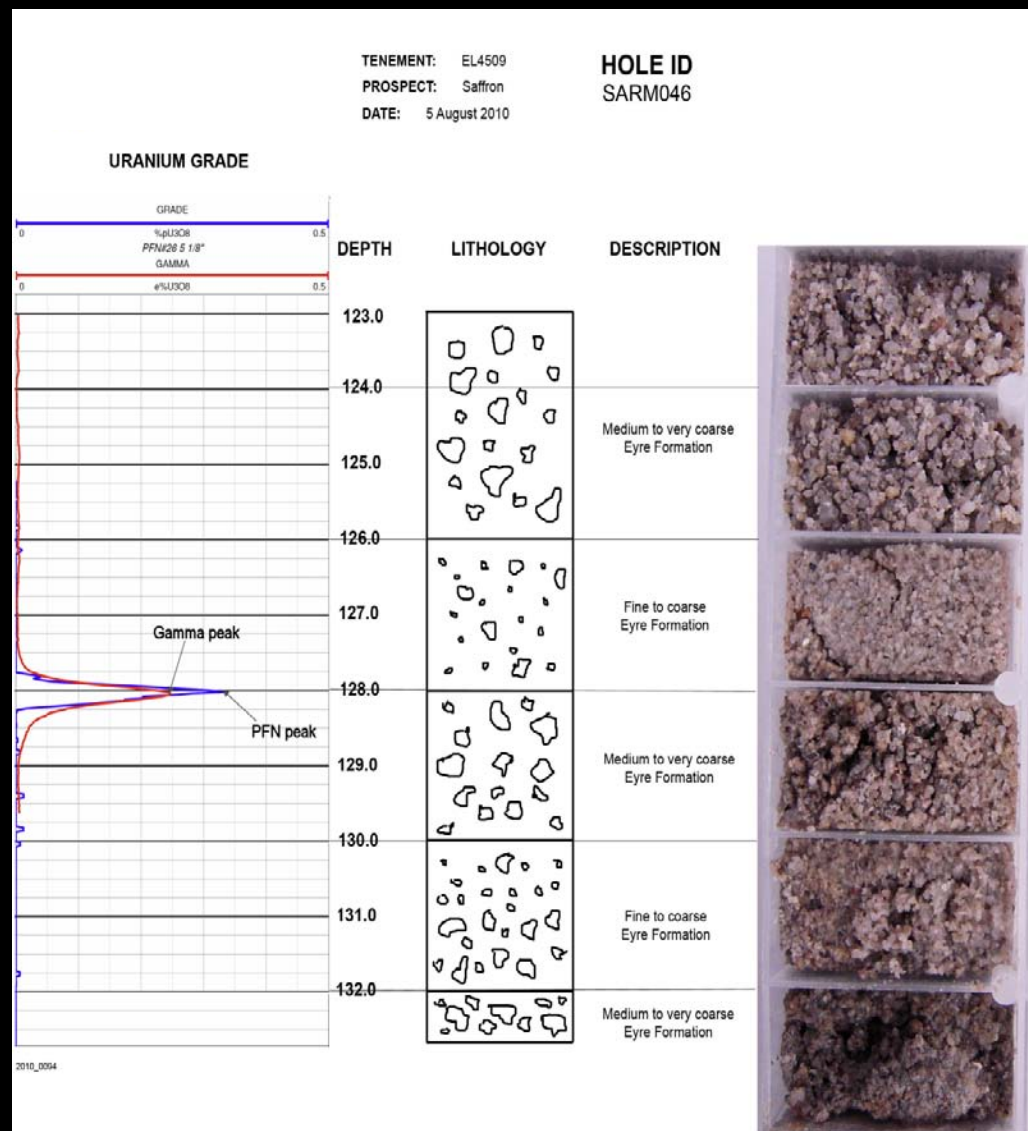 TENEMENT: EL4509
PROSPECT: Saffron
DATE: 5 August 2010
HOLE ID
SARM046
URANIUM GRADE
GRADE
0 %pU3O8 0.5
PFN#26 5 1/8"
GAMMA
0 e%U3O8 0.5
DEPTH LITHOLOGY DESCRIPTION
123.0
124.0
Medium to very coarse
Eyre Formation
125.0
126.0
Fine to coarse
Eyre Formation
127.0
Gamma peak
128.0
PFN peak
Medium to very coarse
Eyre Formation
129.0
130.0
131.0
Fine to coarse
Eyre Formation
132.0
Medium to very coarse
Eyre Formation
2010_0094